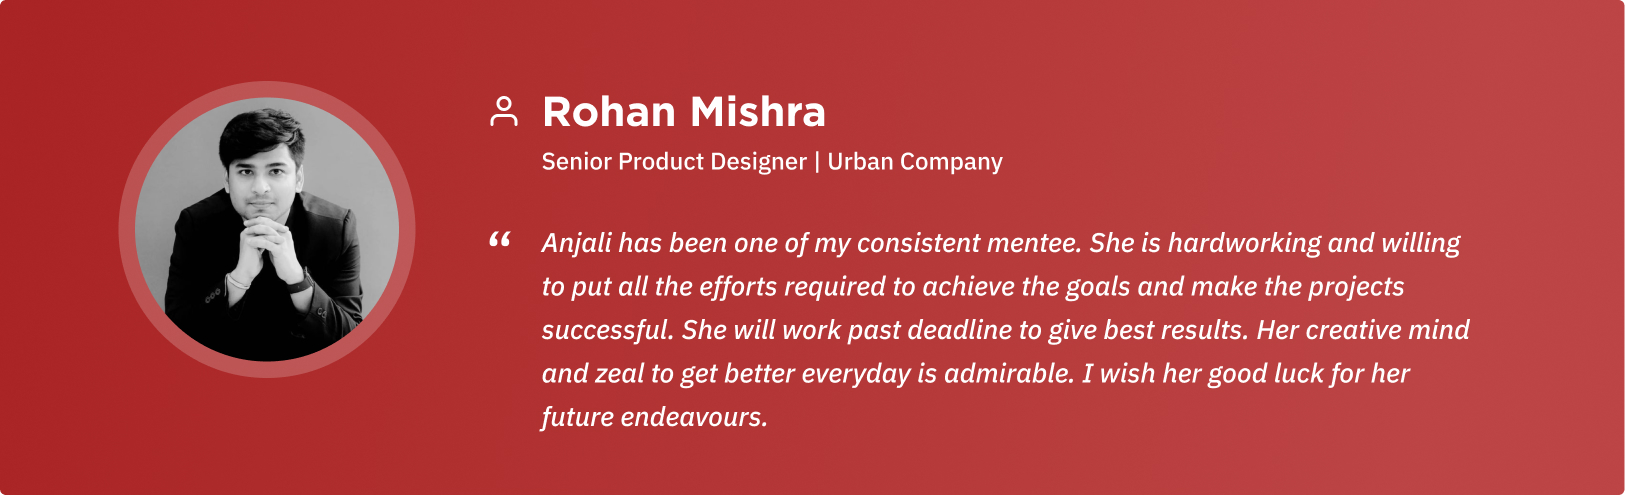 Rohan Mishra
Senior Product Designer | Urban Company
“ Anjali has been one of my consistent mentee. She is hardworking and willing
to put all the efforts required to achieve the goals and make the projects
successful. She will work past deadline to give best results. Her creative mind
and zeal to get better everyday is admirable. I wish her good luck for her
future endeavours.